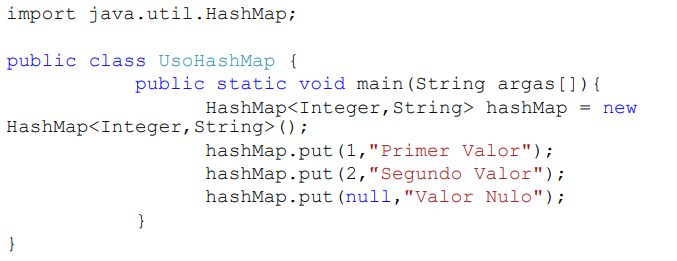 import java.util.HashMap;
public class UsoHashMap {
public static void main(String argas[]){
HashMap<Integer,String> hashMap = new
HashMap<Integer,String>();
hashMap.put(1,"Primer Valor");
hashMap.put(2,"Segundo Valor");
hashMap.put(null,"Valor Nulo");
}
}